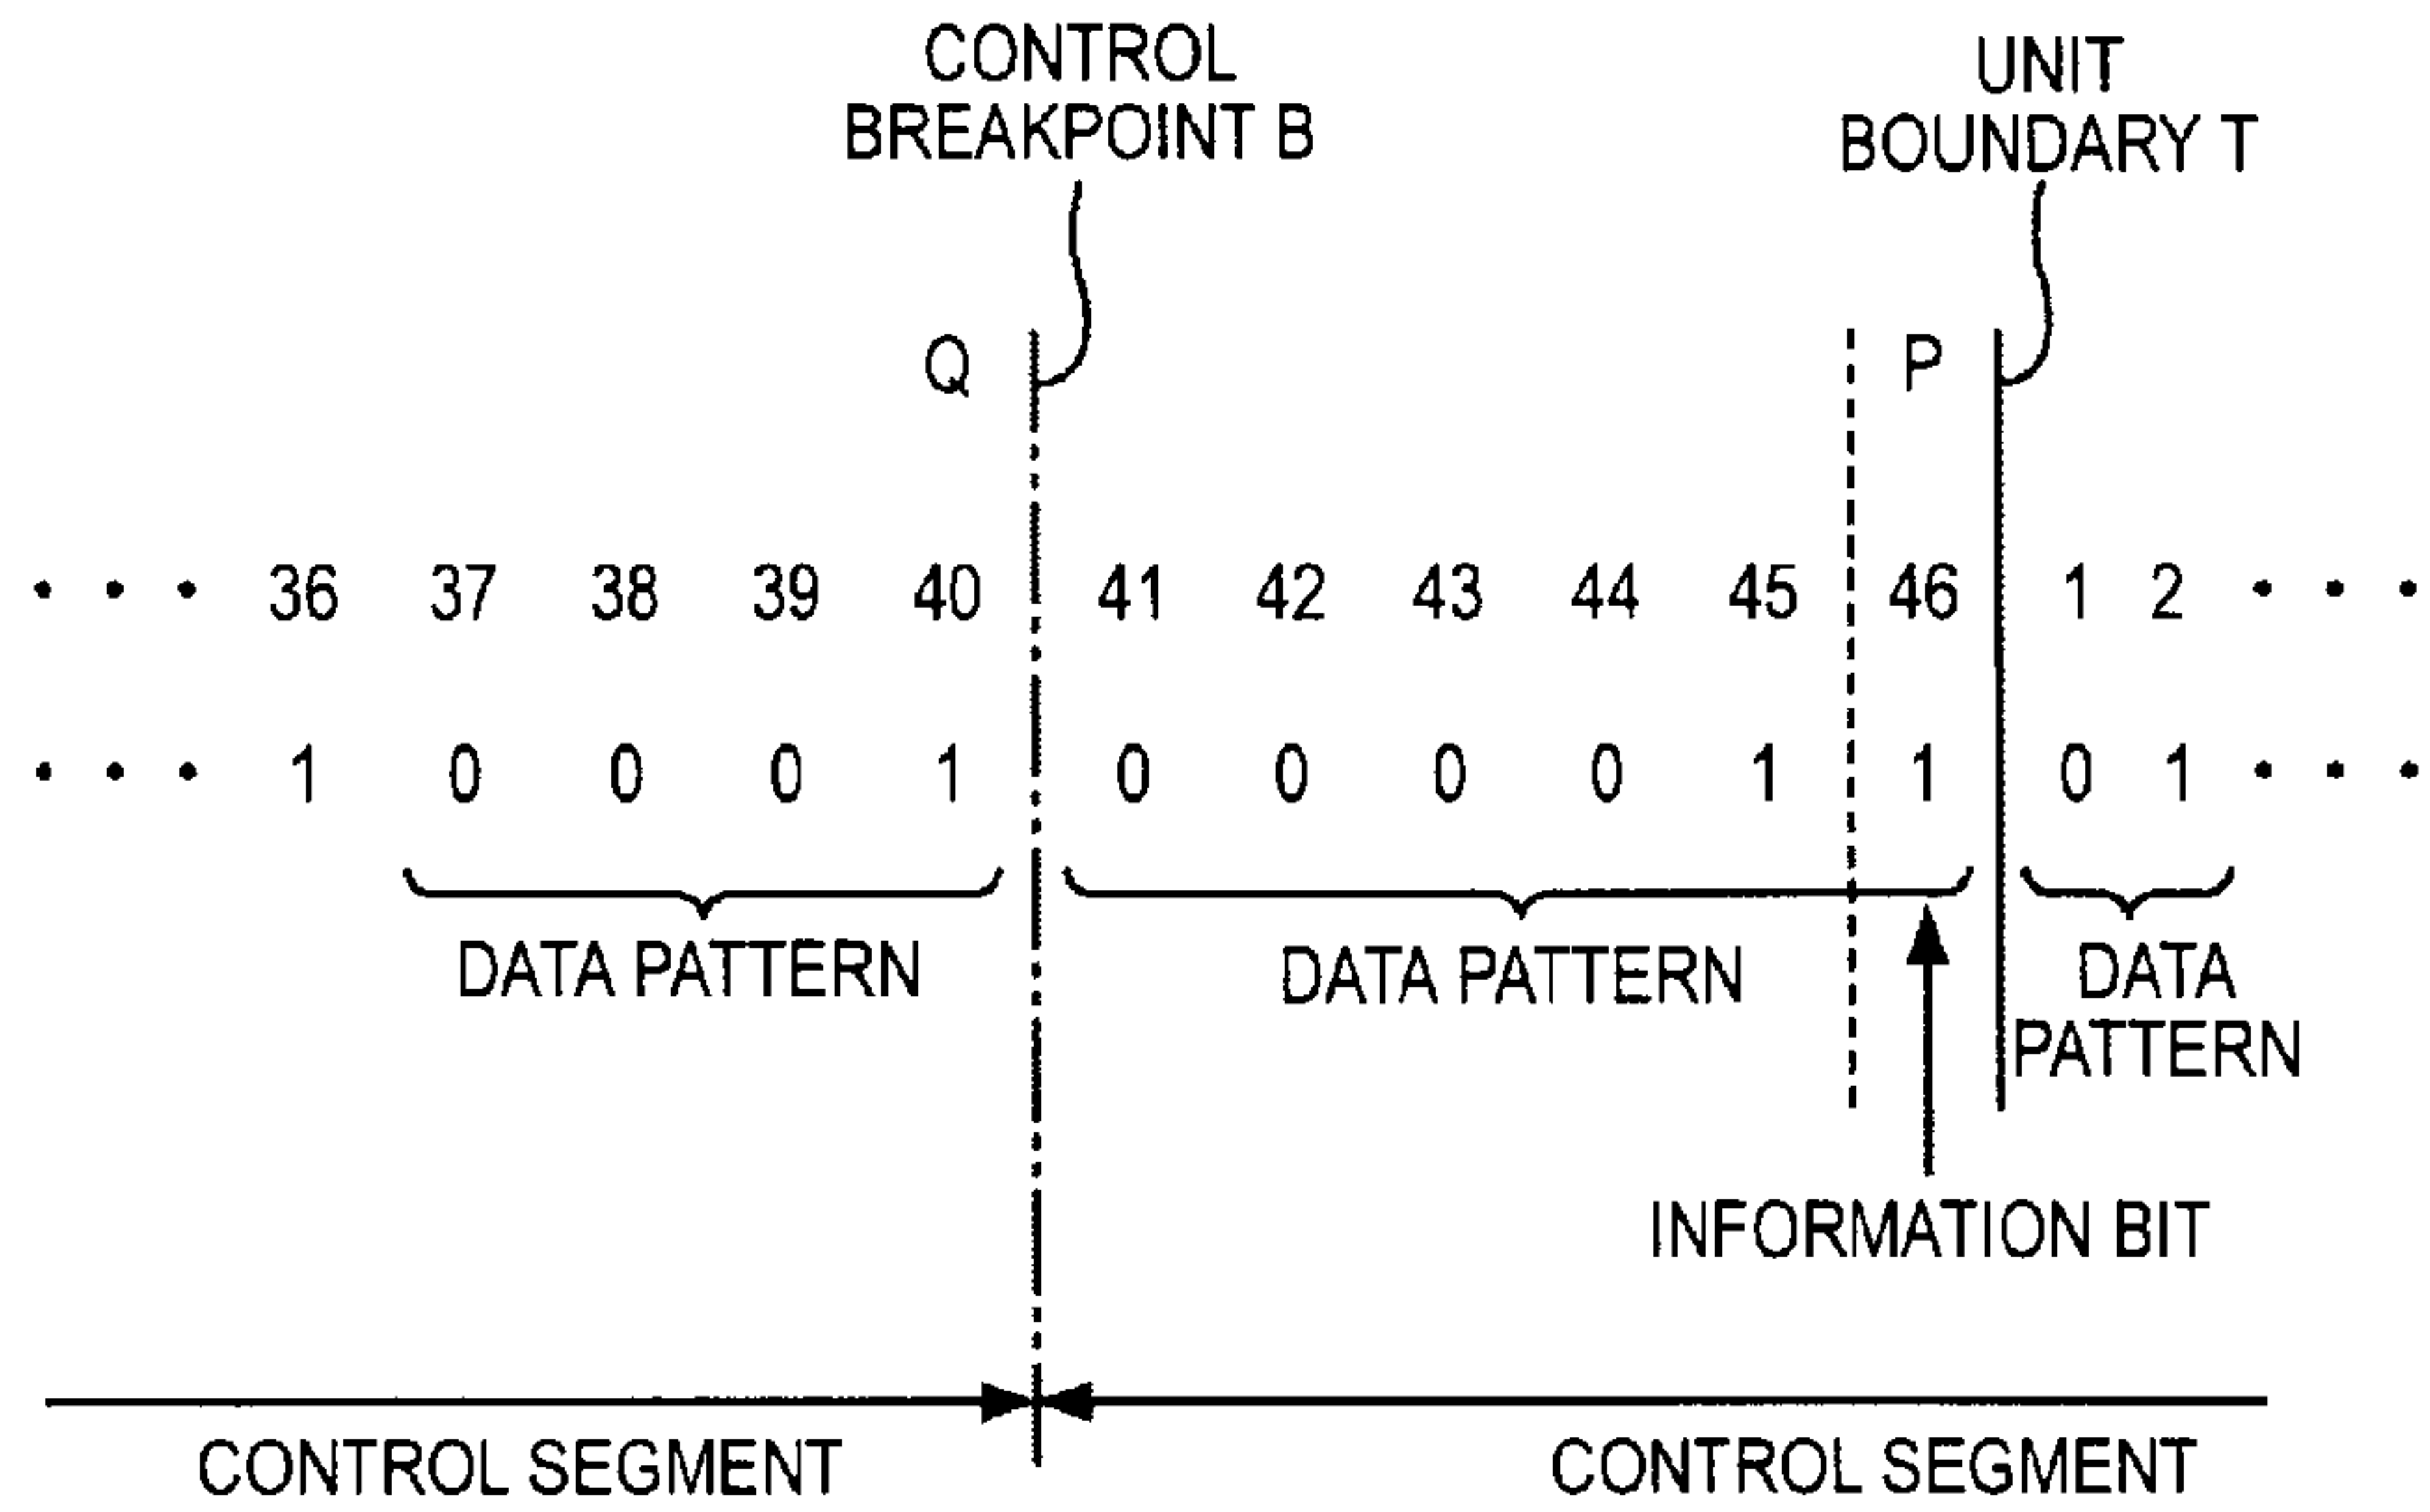 CONTROL
BREAKPOINT B
UNIT
BOUNDARY T
Q
P
• • • 36 37 38 39 40 41 42 43 44 45 46 1 2 • • •
• • • 1 0 0 0 1 0 0 0 0 1 1 0 1 • • •
DATA PATTERN
DATA PATTERN
DATA
PATTERN
INFORMATION BIT
CONTROL SEGMENT
CONTROL SEGMENT